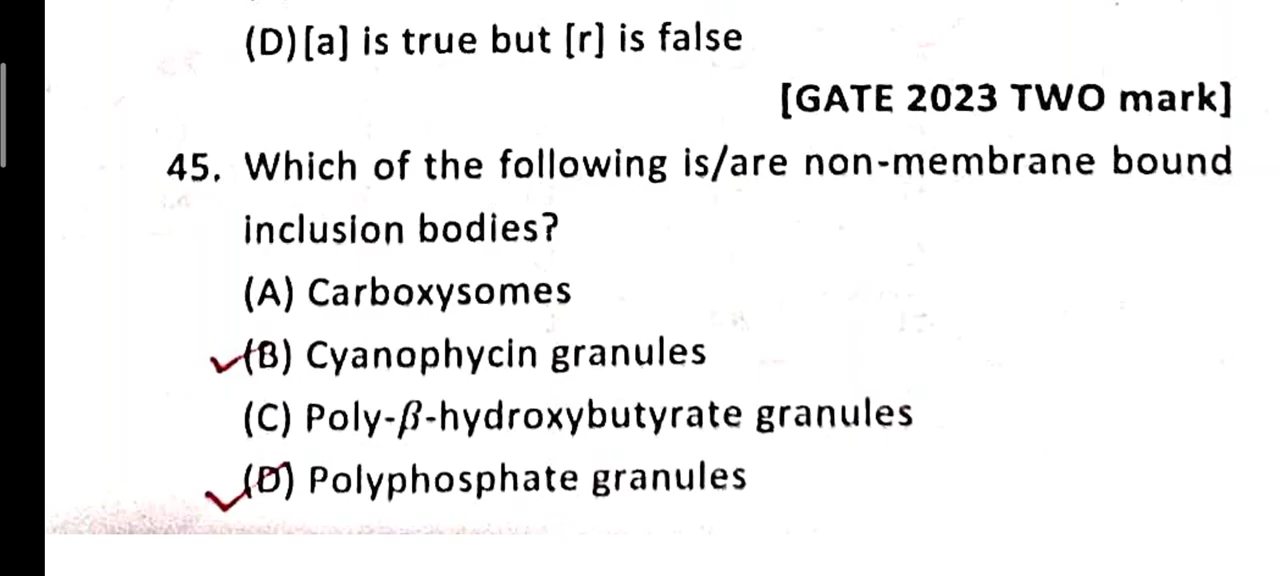 (D) [a] is true but [r] is false
[GATE 2023 TWO mark]
45. Which of the following is/are non-membrane bound
inclusion bodies?
(A) Carboxysomes
(B) Cyanophycin granules
(C) Poly-β-hydroxybutyrate granules
(D) Polyphosphate granules